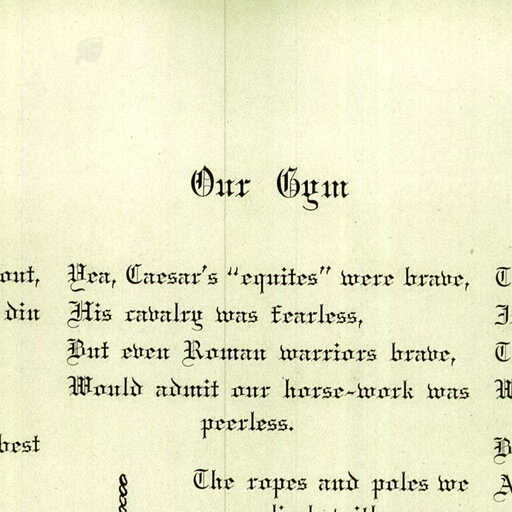 Our Gym
out,
din
best
Yea, Caesar's "equites" were brave,
His cavalry was fearless,
But even Roman warriors brave,
Would admit our horse-work was
peerless.
The ropes and poles we